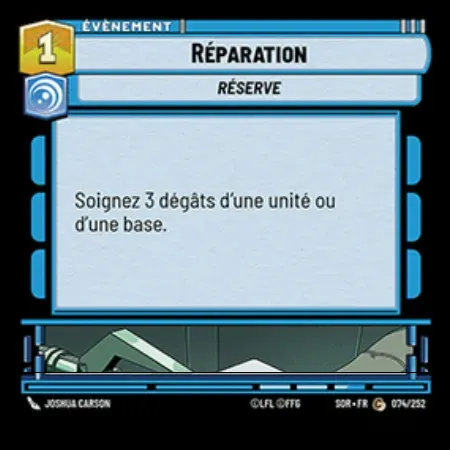 ÉVÈNEMENT
1
RÉPARATION
RÉSERVE
Soignez 3 dégâts d'une unité ou
d'une base.
JOSHUA CARSON ©LFL ©FFG SOR • FR C 074/252